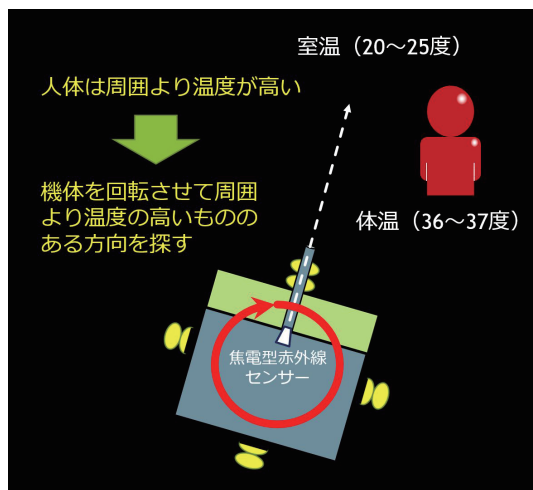 室温（20～25度）
人体は周囲より温度が高い
機体を回転させて周囲
より温度の高いものの
ある方向を探す
体温（36～37度）
焦電型赤外線
センサー